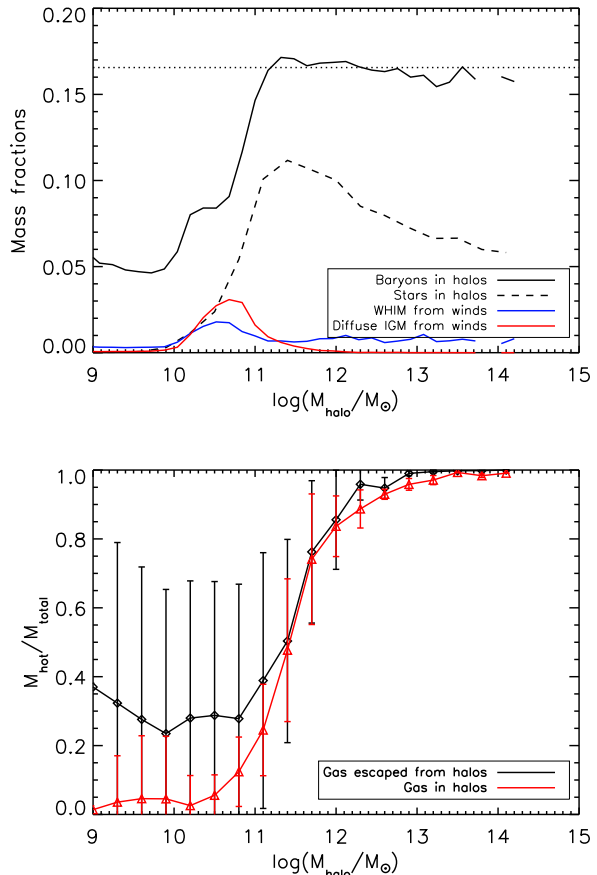 0.20
0.15
0.10
0.05
0.00
Mass fractions
Baryons in halos
Stars in halos
WHIM from winds
Diffuse IGM from winds
9 10 11 12 13 14 15
log(M_halo/M_⊙)
1.0
0.8
0.6
0.4
0.2
0.0
M_hot/M_total
Gas escaped from halos
Gas in halos
9 10 11 12 13 14 15
log(M_halo/M_⊙)